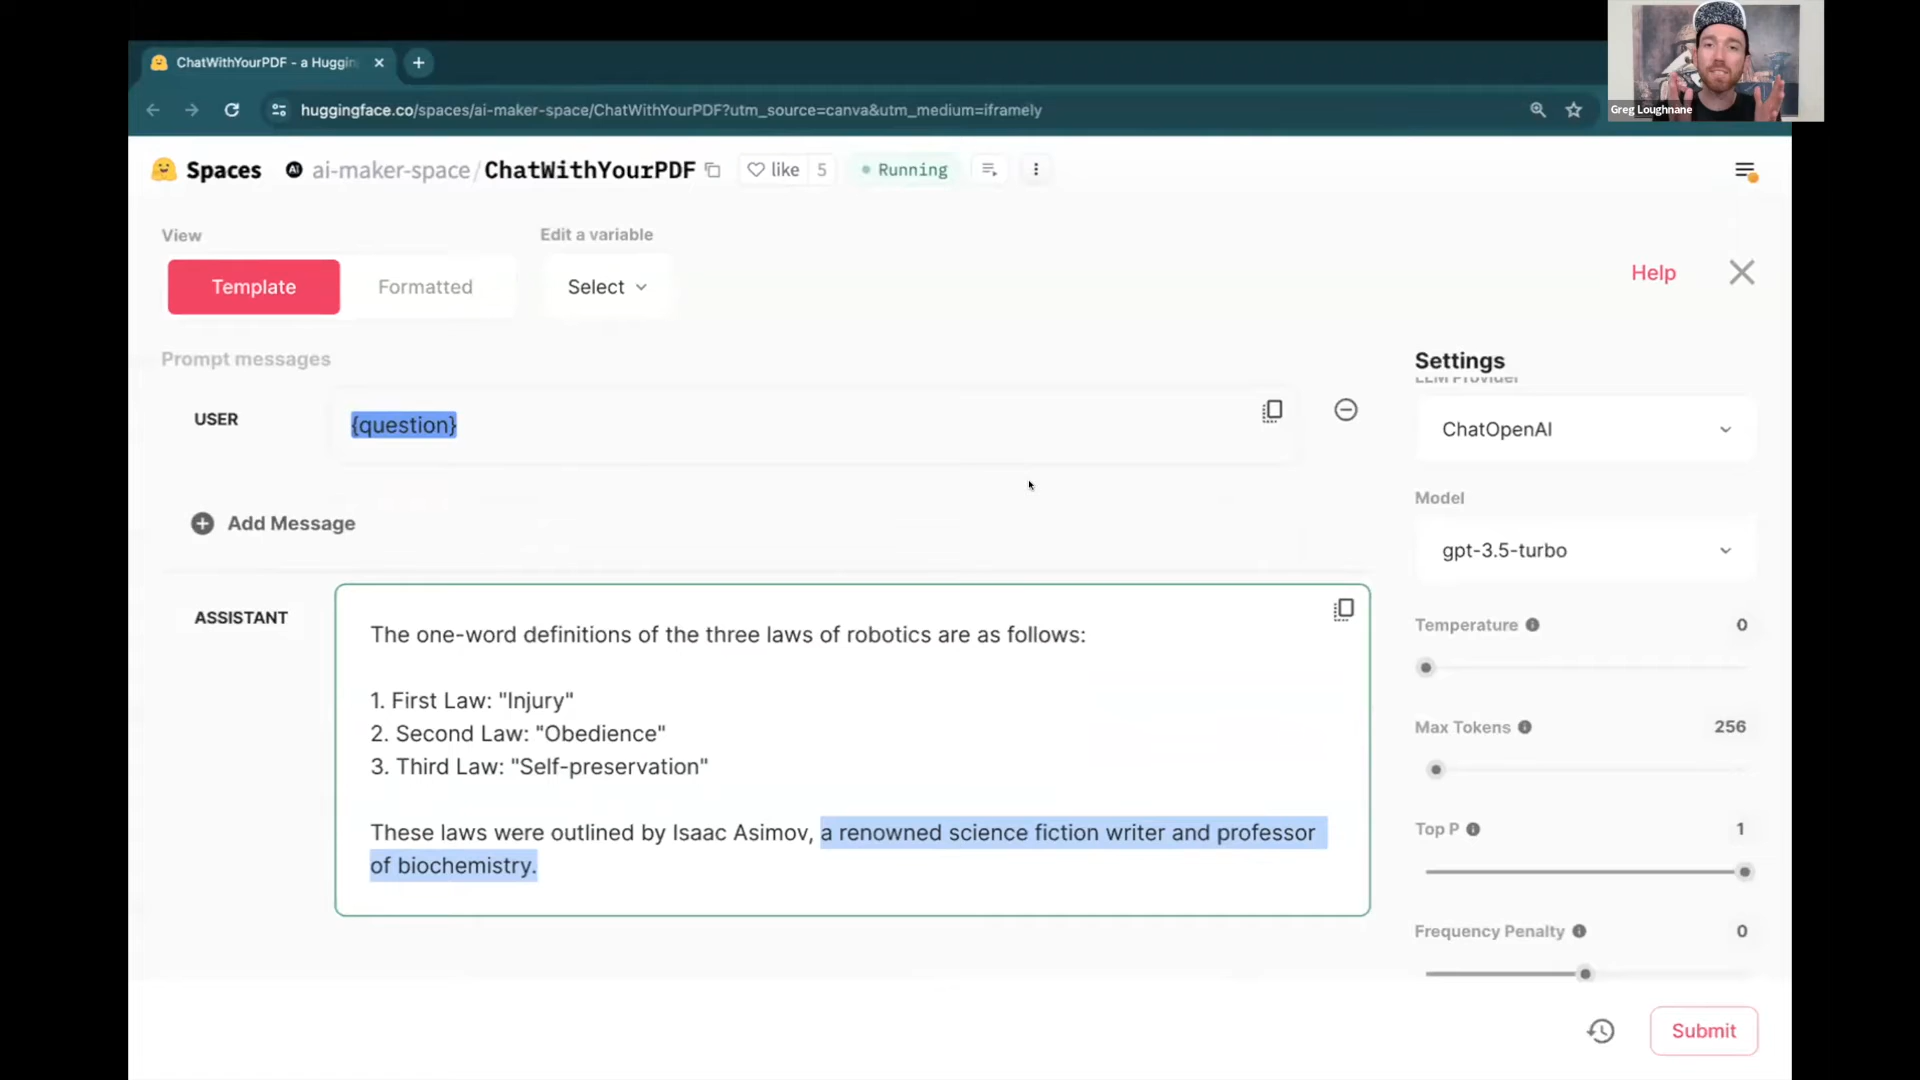 ChatWithYourPDF - a Huggin
huggingface.co/spaces/ai-maker-space/ChatWithYourPDF?utm_source=canva&utm_medium=iframely
Greg Loughnane
Spaces
ai-maker-space/ChatWithYourPDF
like 5
Running
View
Edit a variable
Template
Formatted
Select
Help
Prompt messages
Settings
LLM Provider
USER
{question}
ChatOpenAI
Model
Add Message
gpt-3.5-turbo
ASSISTANT
The one-word definitions of the three laws of robotics are as follows:
1. First Law: "Injury"
2. Second Law: "Obedience"
3. Third Law: "Self-preservation"
These laws were outlined by Isaac Asimov, a renowned science fiction writer and professor
of biochemistry.
Temperature 0
Max Tokens 256
Top P 1
Frequency Penalty 0
Submit